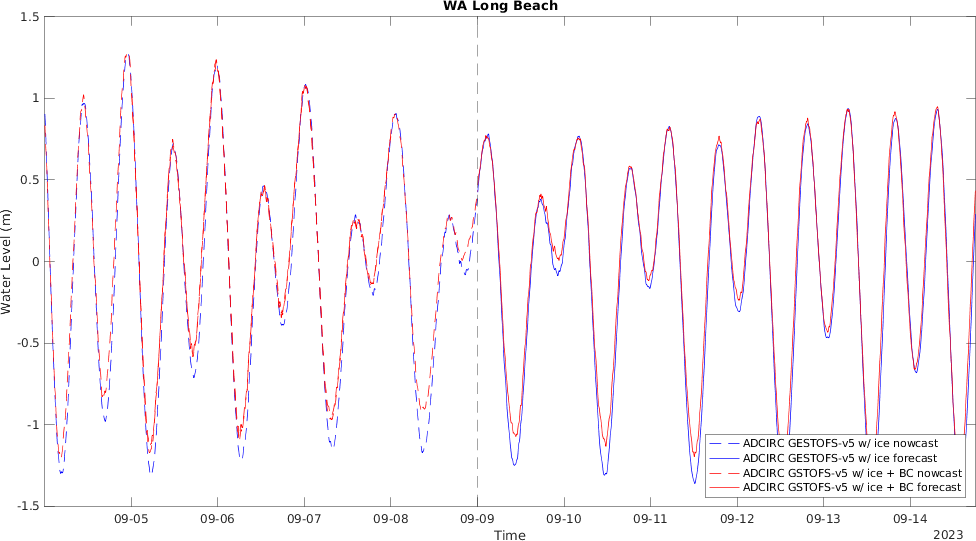 WA Long Beach
Water Level (m)
1.5
1
0.5
0
-0.5
-1
-1.5
ADCIRC GESTOFS-v5 w/ ice nowcast
ADCIRC GESTOFS-v5 w/ ice forecast
ADCIRC GSTOFS-v5 w/ ice + BC nowcast
ADCIRC GSTOFS-v5 w/ ice + BC forecast
09-05 09-06 09-07 09-08 09-09 09-10 09-11 09-12 09-13 09-14
Time
2023